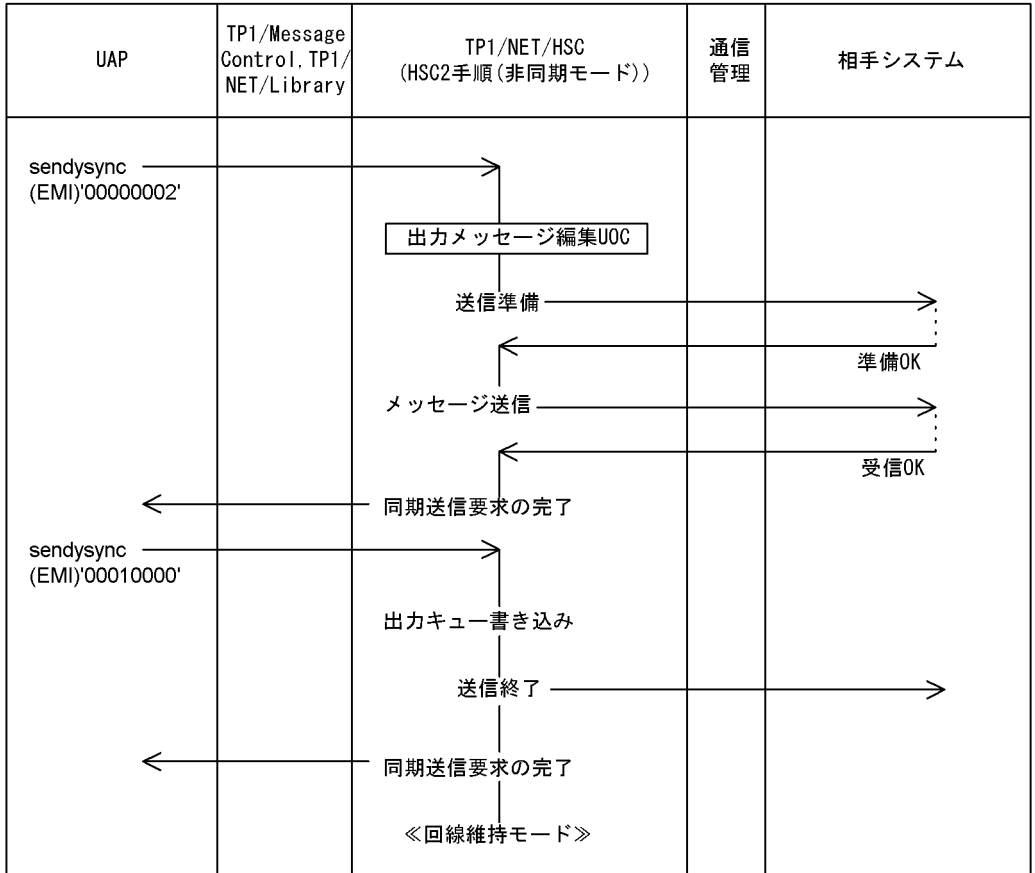 UAP
TP1/Message
Control,TP1/
NET/Library
TP1/NET/HSC
(HSC2手順(非同期モード))
通信
管理
相手システム
sendysync
(EMI)'00000002'
出力メッセージ編集UOC
送信準備
準備OK
メッセージ送信
受信OK
同期送信要求の完了
sendysync
(EMI)'00010000'
出力キュー書き込み
送信終了
同期送信要求の完了
≪回線維持モード≫